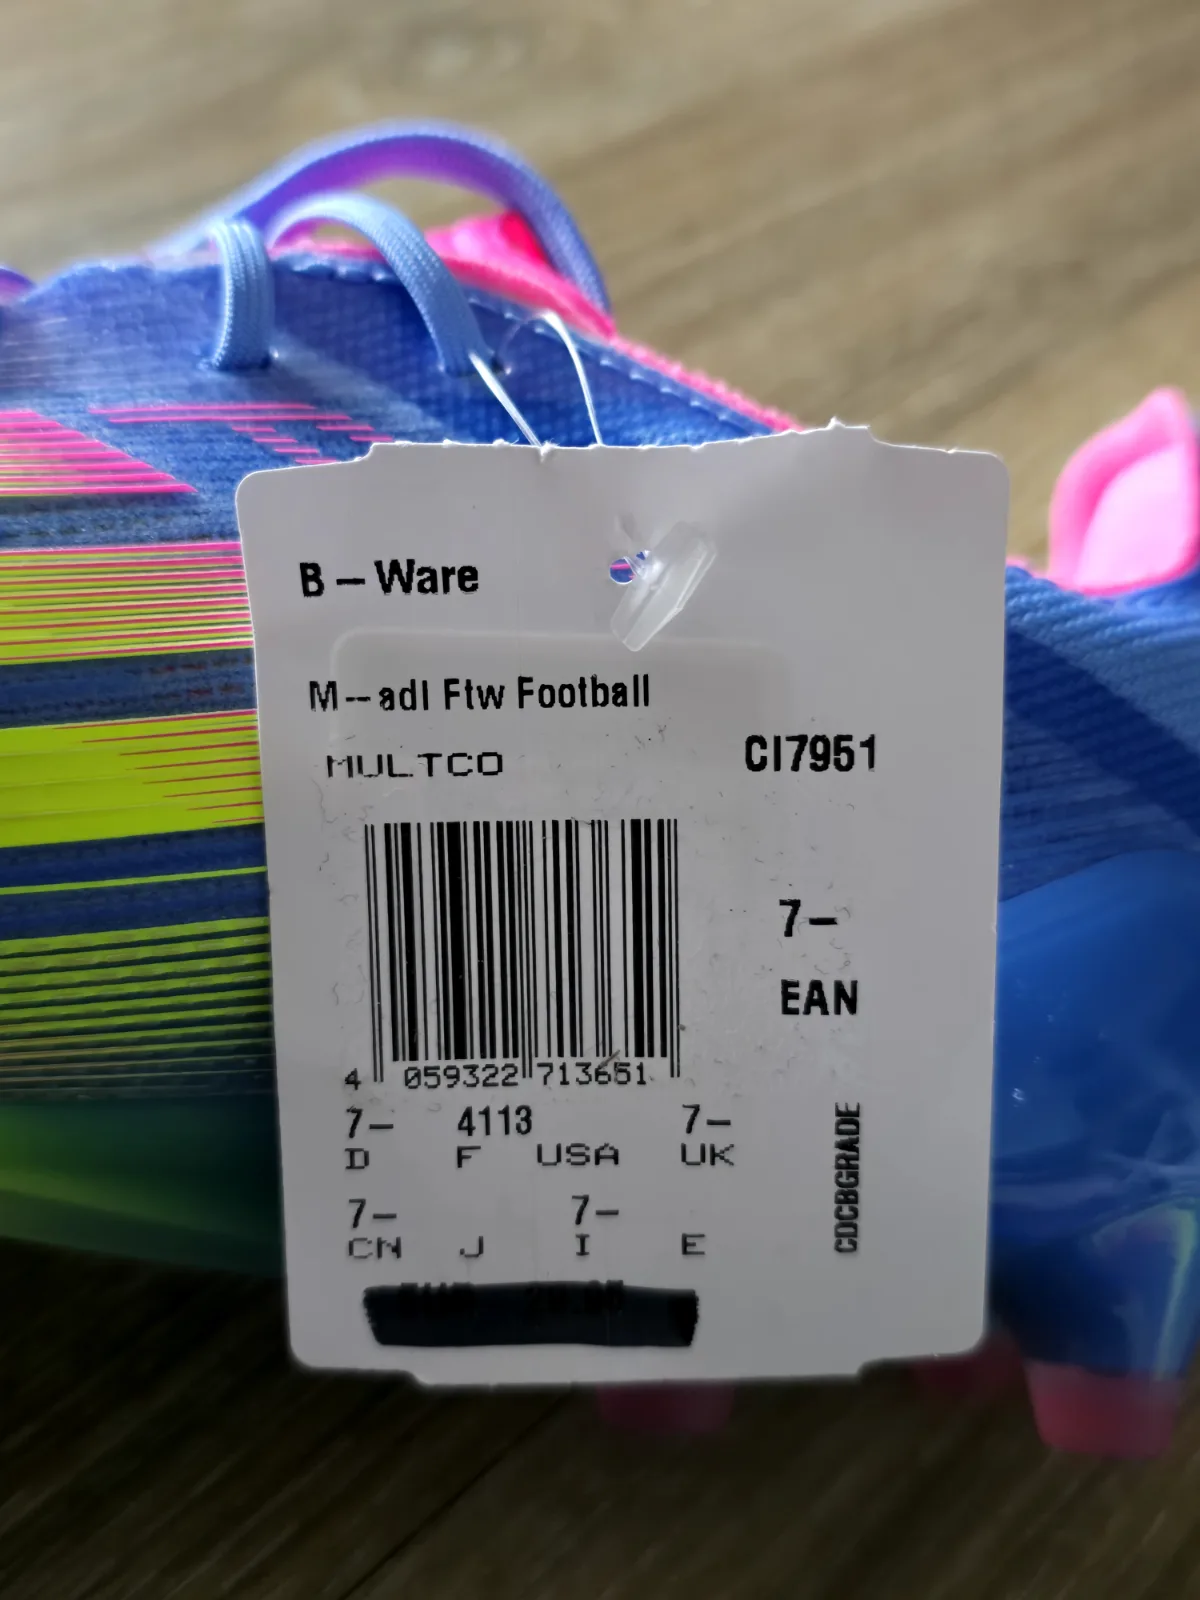 B – Ware
M -- adl Ftw Football
MULTCO
CI7951
7-
EAN
4 059322 713651
7- 4113 7-
D F USA UK
7- 7-
CN J I E
CDCBGRADE